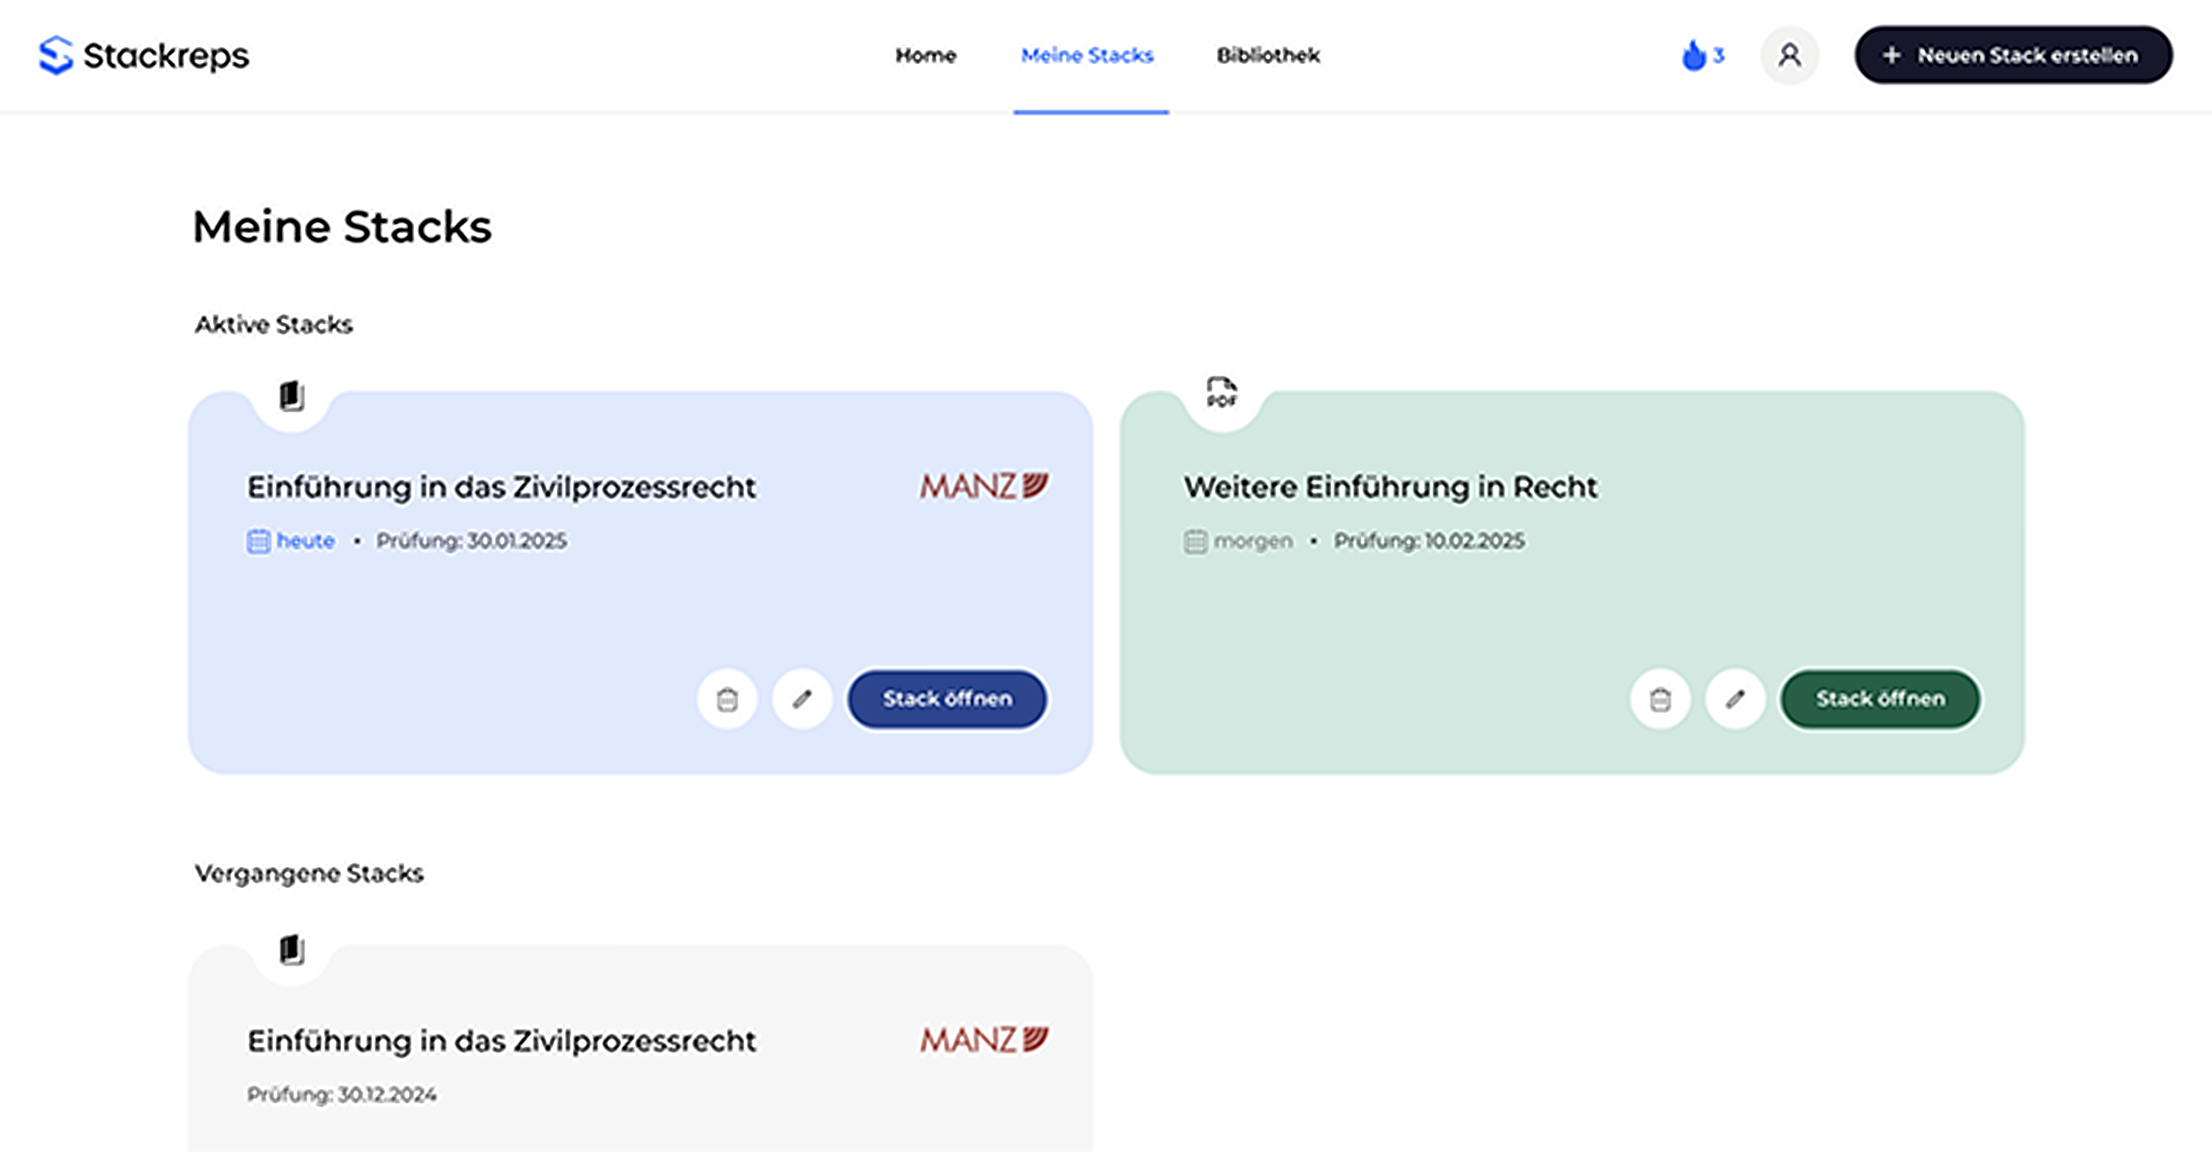 Stackreps
Home
Meine Stacks
Bibliothek
3
+ Neuen Stack erstellen
Meine Stacks
Aktive Stacks
Einführung in das Zivilprozessrecht
MANZ
heute • Prüfung: 30.01.2025
Stack öffnen
PDF
Weitere Einführung in Recht
morgen • Prüfung: 10.02.2025
Stack öffnen
Vergangene Stacks
Einführung in das Zivilprozessrecht
MANZ
Prüfung: 30.12.2024